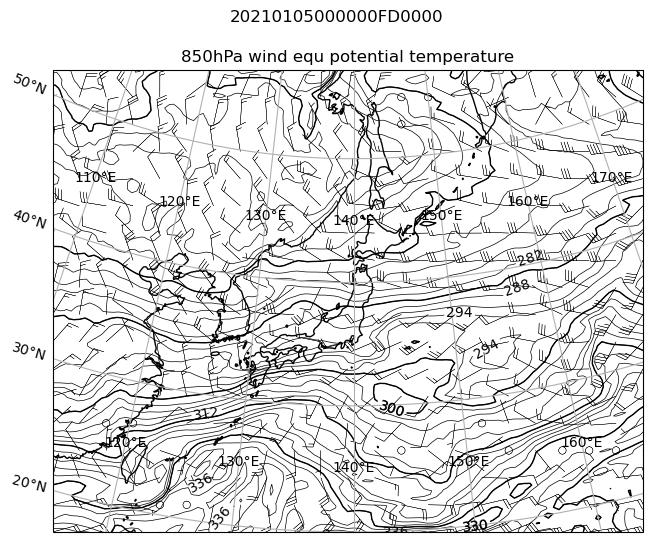 20210105000000FD0000
850hPa wind equ potential temperature
50°N
110°E 170°E
120°E 160°E
40°N 130°E 140°E 150°E
282
288
294
30°N 294
300
312
120°E 130°E 140°E 150°E 160°E
20°N 336
336
330